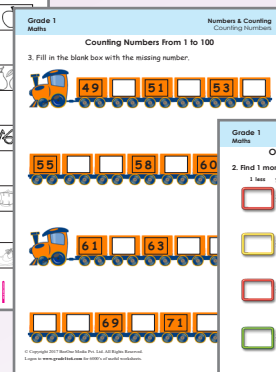 Grade 1
Maths
Numbers & Counting
Counting Numbers
Counting Numbers From 1 to 100
3. Fill in the blank box with the missing number.
49 51 53
55 58 60
61 63
69 71
© Copyright 2017 BeeOne Maths Pvt. Ltd. All Rights Reserved.
Logon to www.grade1to6.com for 6000's of useful worksheets.
Grade 1
Maths
O
2. Find 1 mor
1 less